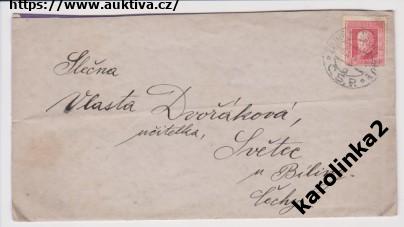 https://www.auktiva.cz/
Slečna
Vlasta Dvořáková,
učitelka,
Světec
u Bíliny
Čechy
karolinka2